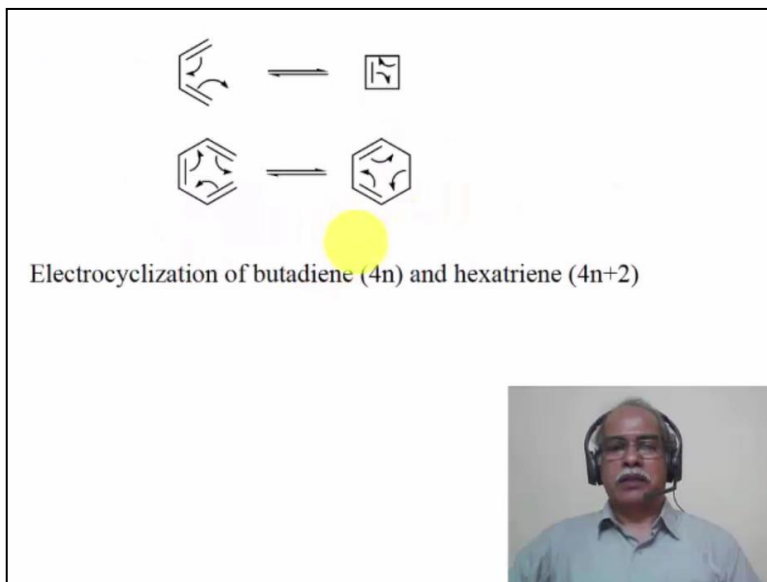 Electrocyclization of butadiene (4n) and hexatriene (4n+2)